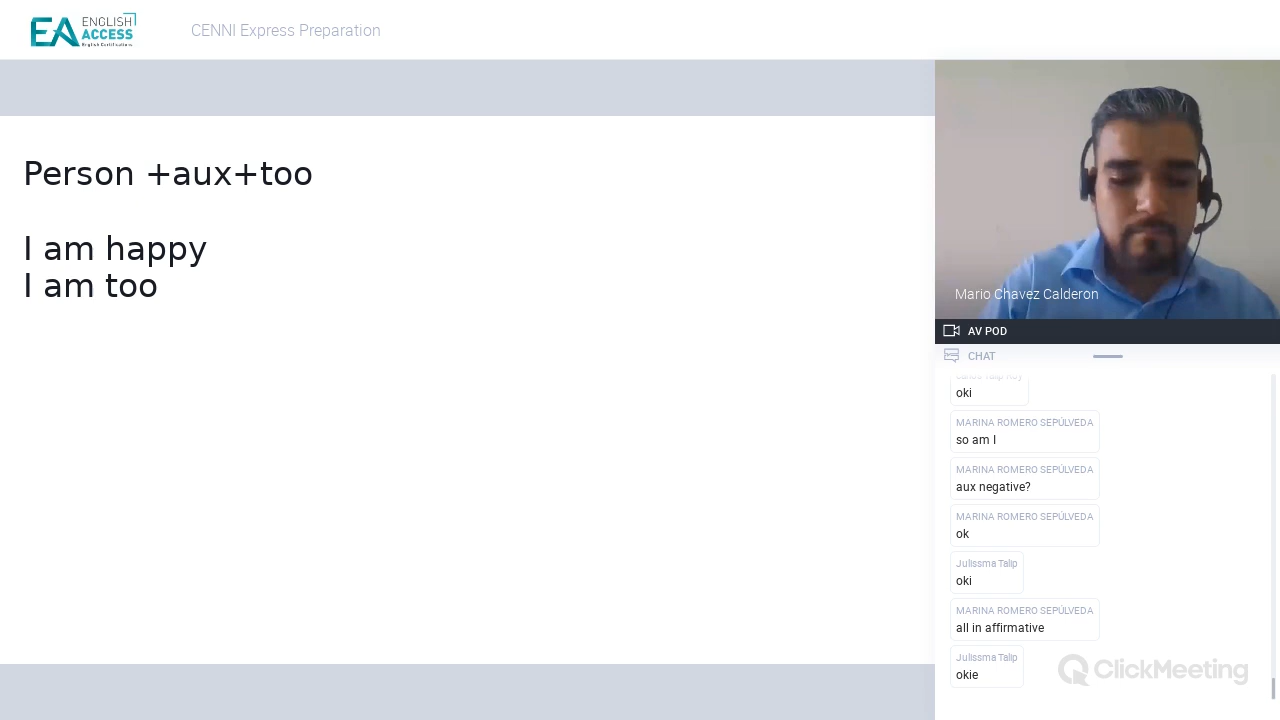 ENGLISH
ACCESS
English Certifications
CENNI Express Preparation
Person +aux+too
I am happy
I am too
Mario Chavez Calderon
AV POD
CHAT
oki
MARINA ROMERO SEPÚLVEDA
so am I
MARINA ROMERO SEPÚLVEDA
aux negative?
MARINA ROMERO SEPÚLVEDA
ok
Julissma Talip
oki
MARINA ROMERO SEPÚLVEDA
all in affirmative
Julissma Talip
okie
ClickMeeting